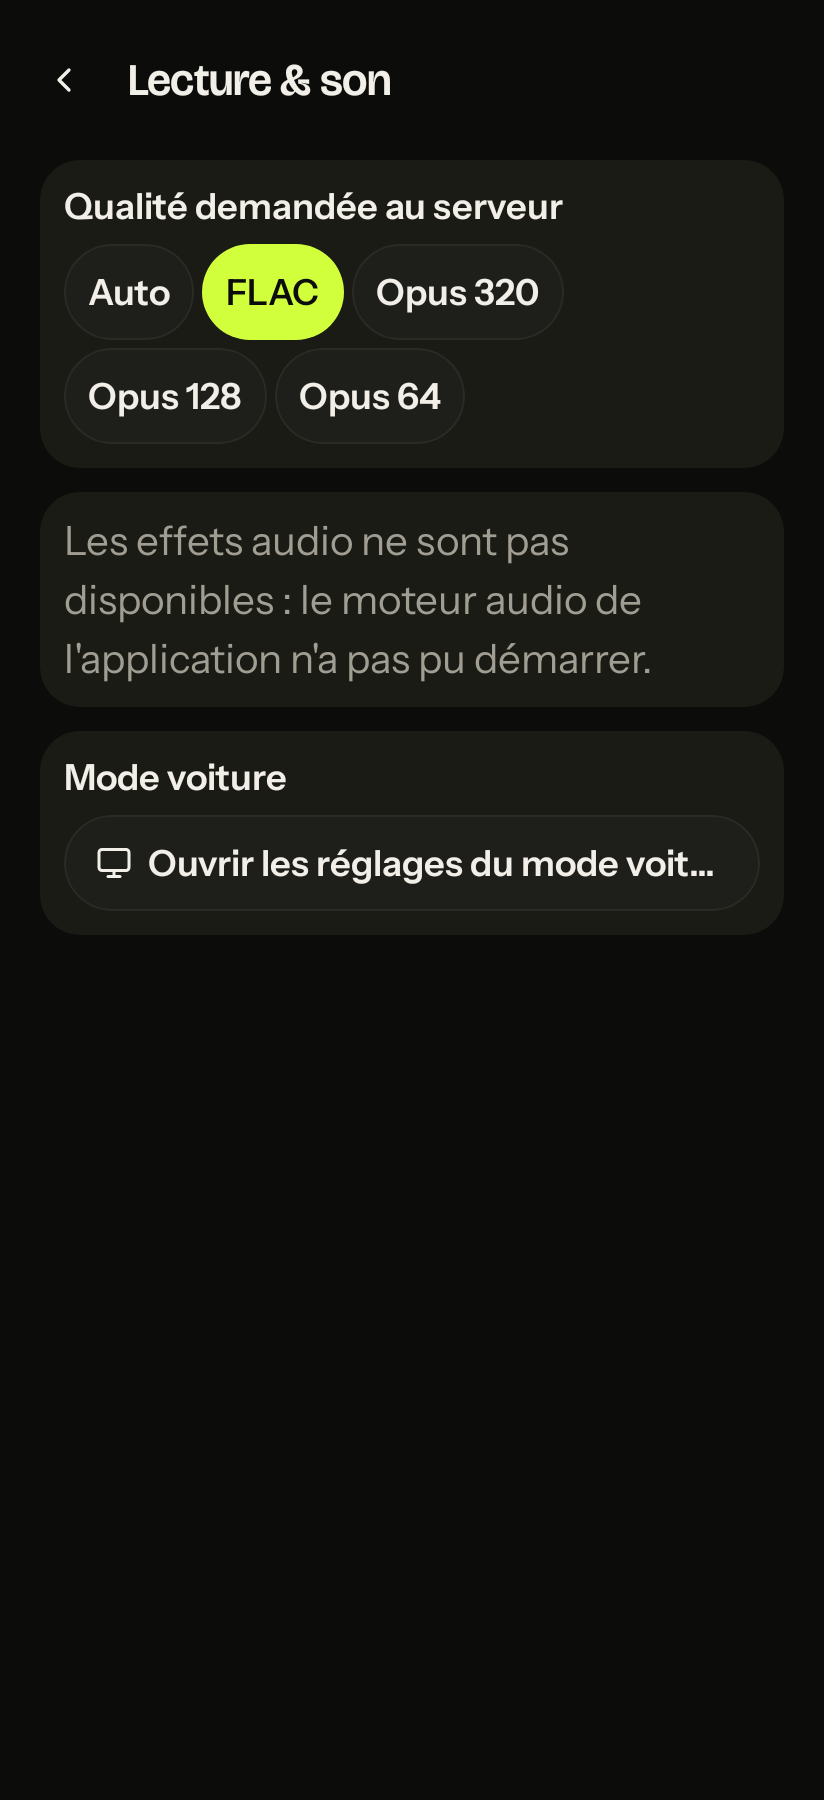 Lecture & son
Qualité demandée au serveur
Auto
FLAC
Opus 320
Opus 128
Opus 64
Les effets audio ne sont pas
disponibles : le moteur audio de
l'application n'a pas pu démarrer.
Mode voiture
Ouvrir les réglages du mode voit...